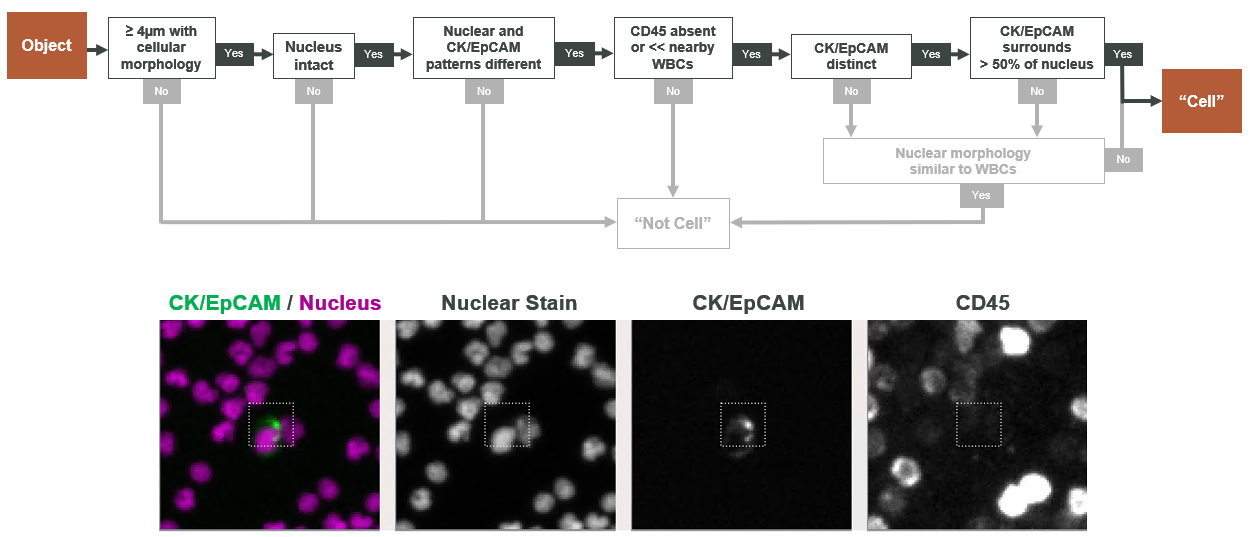 Object
≥ 4µm with
cellular
morphology
Yes
No
Nucleus
intact
Yes
No
Nuclear and
CK/EpCAM
patterns different
Yes
No
CD45 absent
or << nearby
WBCs
Yes
No
CK/EpCAM
distinct
Yes
No
CK/EpCAM
surrounds
> 50% of nucleus
Yes
No
“Cell”
Nuclear morphology
similar to WBCs
No
Yes
“Not Cell”
CK/EpCAM / Nucleus
Nuclear Stain
CK/EpCAM
CD45